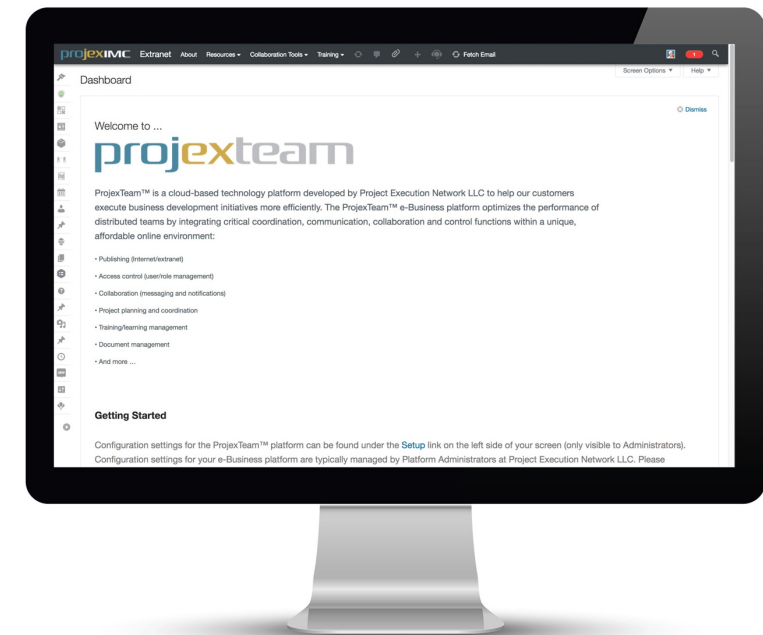 projexIMC Extranet About Resources Collaboration Tools Training Fetch Email 1
Screen Options Help
Dashboard
Dismiss
Welcome to ...
projexteam
ProjexTeam™ is a cloud-based technology platform developed by Project Execution Network LLC to help our customers
execute business development initiatives more efficiently. The ProjexTeam™ e-Business platform optimizes the performance of
distributed teams by integrating critical coordination, communication, collaboration and control functions within a unique,
affordable online environment:
• Publishing (Internet/extranet)
• Access control (user/role management)
• Collaboration (messaging and notifications)
• Project planning and coordination
• Training/learning management
• Document management
• And more ...
Getting Started
Configuration settings for the ProjexTeam™ platform can be found under the Setup link on the left side of your screen (only visible to Administrators).
Configuration settings for your e-Business platform are typically managed by Platform Administrators at Project Execution Network LLC. Please